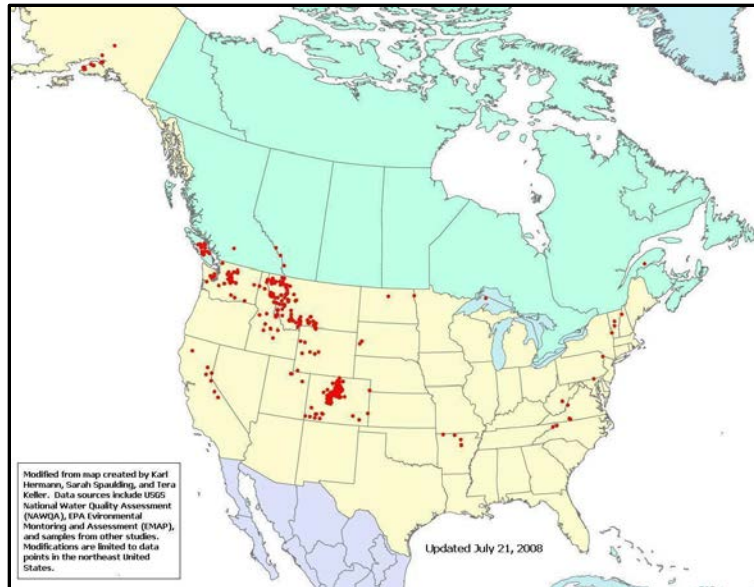 Modified from map created by Karl
Hermann, Sarah Spaulding, and Tera
Keller. Data sources include USGS
National Water Quality Assessment
(NAWQA), EPA Evironmental
Montoring and Assessment (EMAP),
and samples from other studies.
Modifications are limited to data
points in the northeast United
States.
Updated July 21, 2008